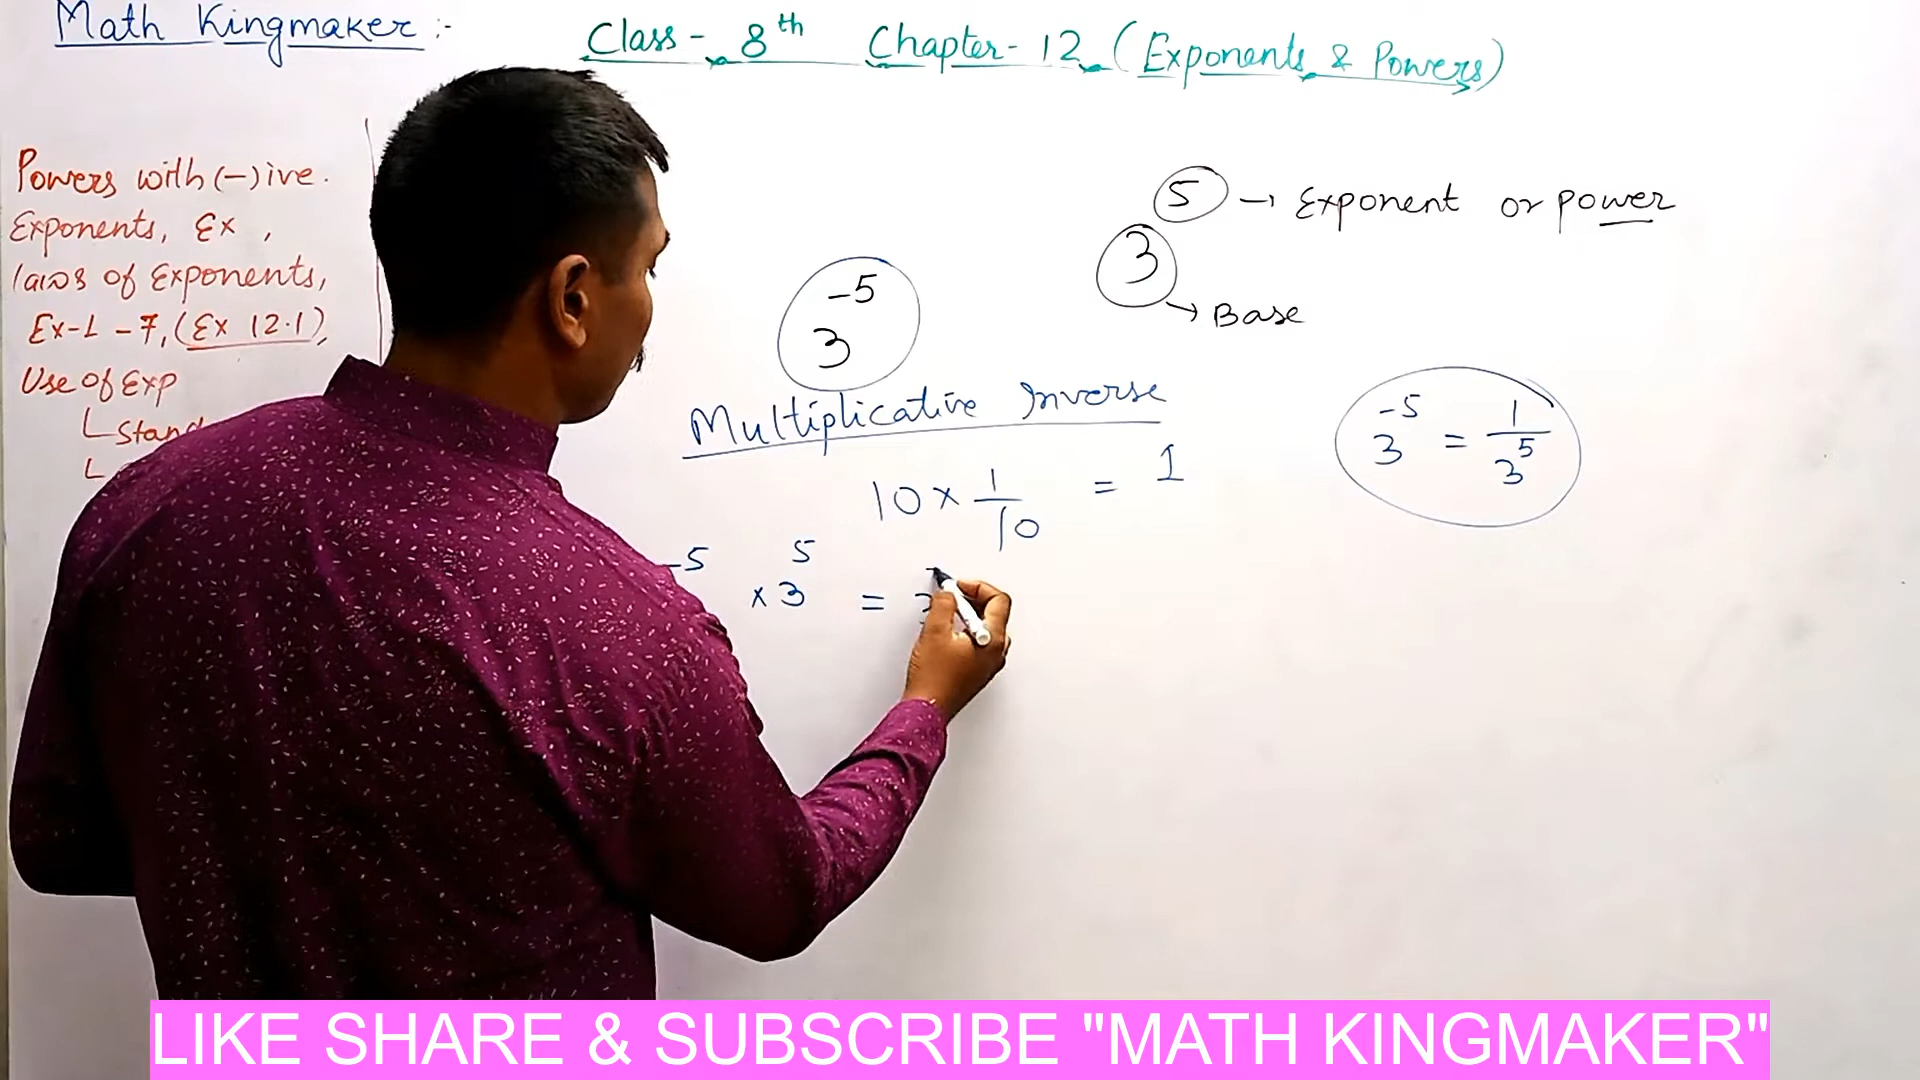 Math Kingmaker :-
Class - 8th Chapter - 12 (Exponents & Powers)
Powers with (-)ive.
Exponents, Ex ,
laws of Exponents,
Ex-1 - 7, (Ex 12.1),
Use of Exp
Stand
5 → Exponent or power
3
→ Base
-5
3
Multiplicative Inverse
10 × 1/10 = 1
-5
3 = 1/3^5
-5 5
× 3 =
LIKE SHARE & SUBSCRIBE "MATH KINGMAKER"